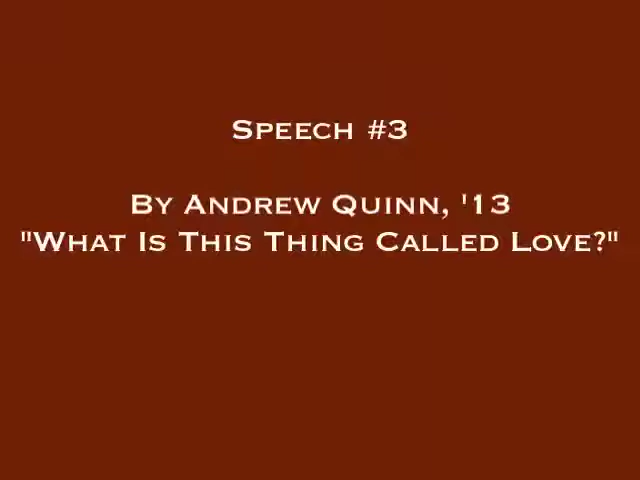 Speech #3
By Andrew Quinn, '13
"What Is This Thing Called Love?"